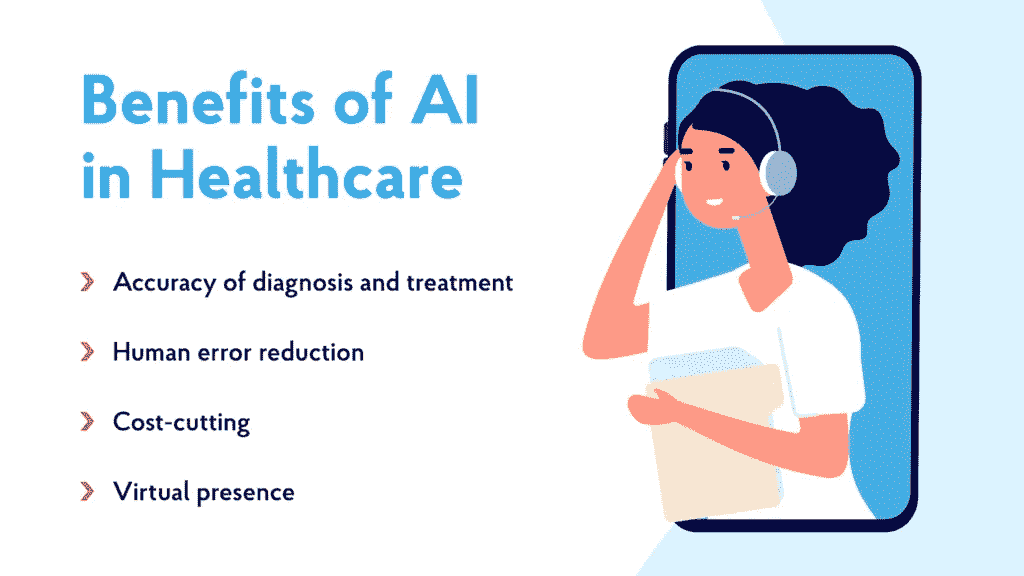 Benefits of AI
in Healthcare
Accuracy of diagnosis and treatment
Human error reduction
Cost-cutting
Virtual presence